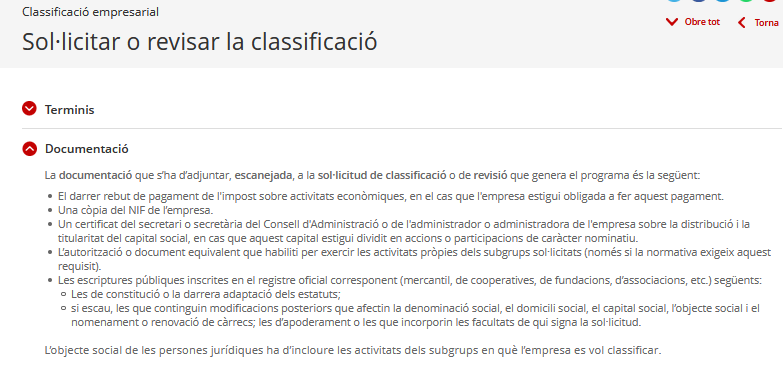 Classificació empresarial
Obre tot
Torna
Sol·licitar o revisar la classificació
Terminis
Documentació
La documentació que s'ha d'adjuntar, escanejada, a la sol·licitud de classificació o de revisió que genera el programa és la següent:
El darrer rebut de pagament de l'impost sobre activitats econòmiques, en el cas que l'empresa estigui obligada a fer aquest pagament.
Una còpia del NIF de l'empresa.
Un certificat del secretari o secretària del Consell d'Administració o de l'administrador o administradora de l'empresa sobre la distribució i la
titularitat del capital social, en cas que aquest capital estigui dividit en accions o participacions de caràcter nominatiu.
L'autorització o document equivalent que habiliti per exercir les activitats pròpies dels subgrups sol·licitats (només si la normativa exigeix aquest
requisit).
Les escriptures públiques inscrites en el registre oficial corresponent (mercantil, de cooperatives, de fundacions, d'associacions, etc.) següents:
Les de constitució o la darrera adaptació dels estatuts;
si escau, les que continguin modificacions posteriors que afectin la denominació social, el domicili social, el capital social, l'objecte social i el
nomenament o renovació de càrrecs; les d'apoderament o les que incorporin les facultats de qui signa la sol·licitud.
L'objecte social de les persones jurídiques ha d'incloure les activitats dels subgrups en què l'empresa es vol classificar.